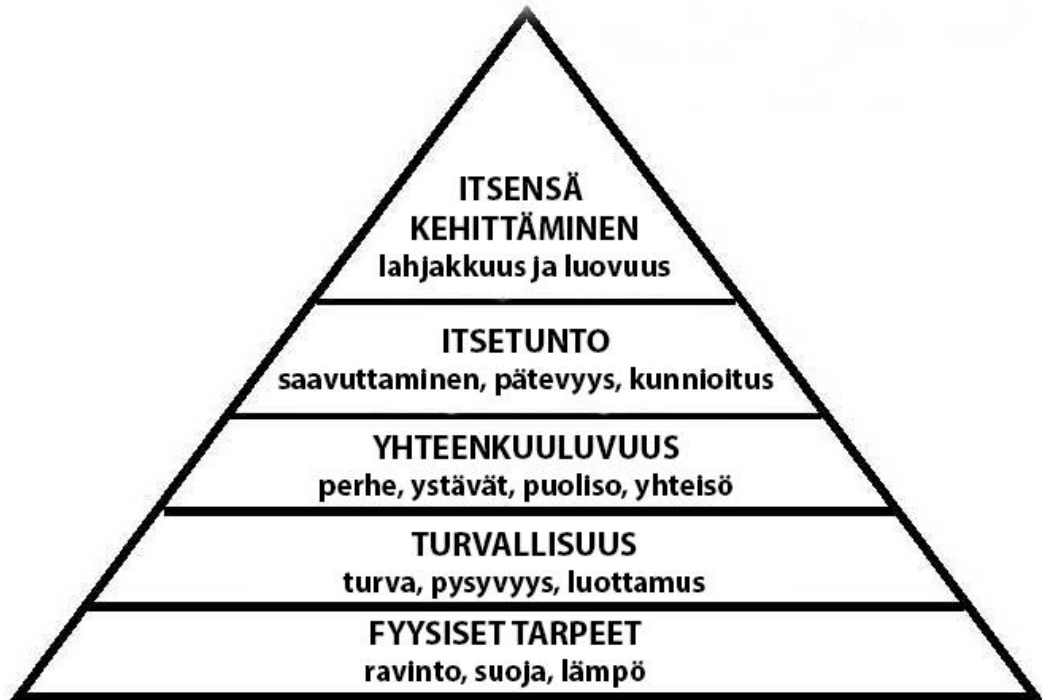 ITSENSÄ
KEHITTÄMINEN
lahjakkuus ja luovuus
ITSETUNTO
saavuttaminen, pätevyys, kunnioitus
YHTEENKUULUVUUS
perhe, ystävät, puoliso, yhteisö
TURVALLISUUS
turva, pysyvyys, luottamus
FYYSISET TARPEET
ravinto, suoja, lämpö